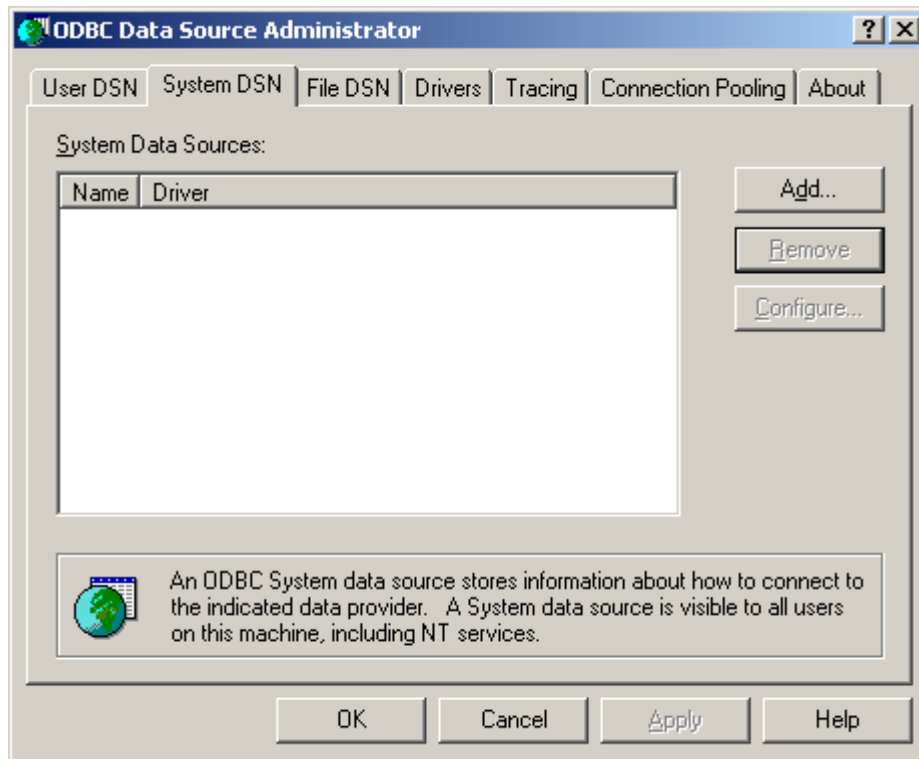 ODBC Data Source Administrator
User DSN System DSN File DSN Drivers Tracing Connection Pooling About
System Data Sources:
Name Driver
Add...
Remove
Configure...
An ODBC System data source stores information about how to connect to
the indicated data provider. A System data source is visible to all users
on this machine, including NT services.
OK Cancel Apply Help